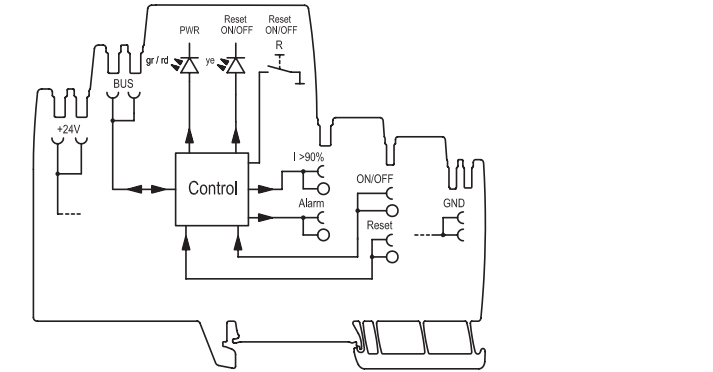 PWR
Reset
ON/OFF
Reset
ON/OFF
R
gr / rd
ye
BUS
+24V
I >90%
Control
ON/OFF
Alarm
GND
Reset